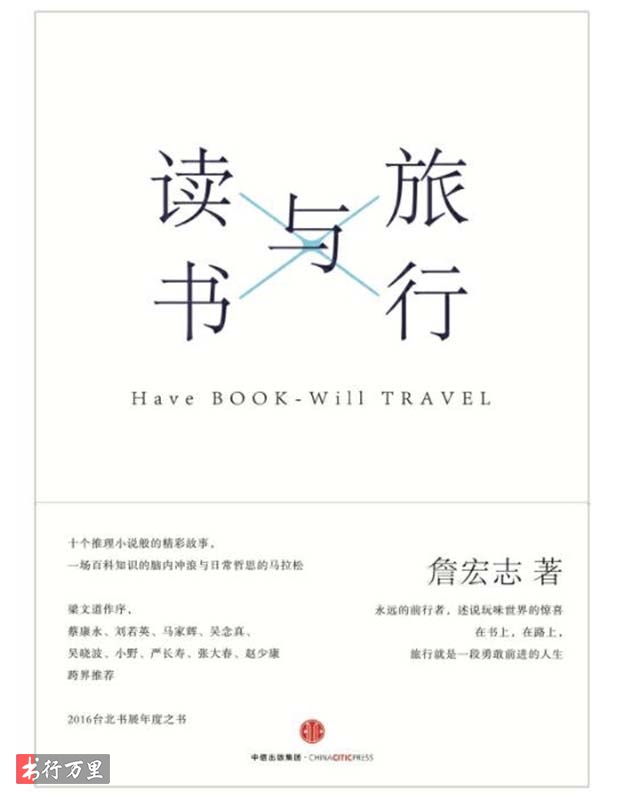 读书与旅行
Have BOOK-Will TRAVEL
十个推理小说般的精彩故事,
一场百科知识的脑内冲浪与日常哲思的马拉松
梁文道作序,
蔡康永、刘若英、马家辉、吴念真、
吴晓波、小野、严长寿、张大春、赵少康
跨界推荐
2016台北书展年度之书
詹宏志 著
永远的前行者，述说玩味世界的惊喜
在书上，在路上，
旅行就是一段勇敢前进的人生
中信出版集团·CHINACITICPRESS
书行万里